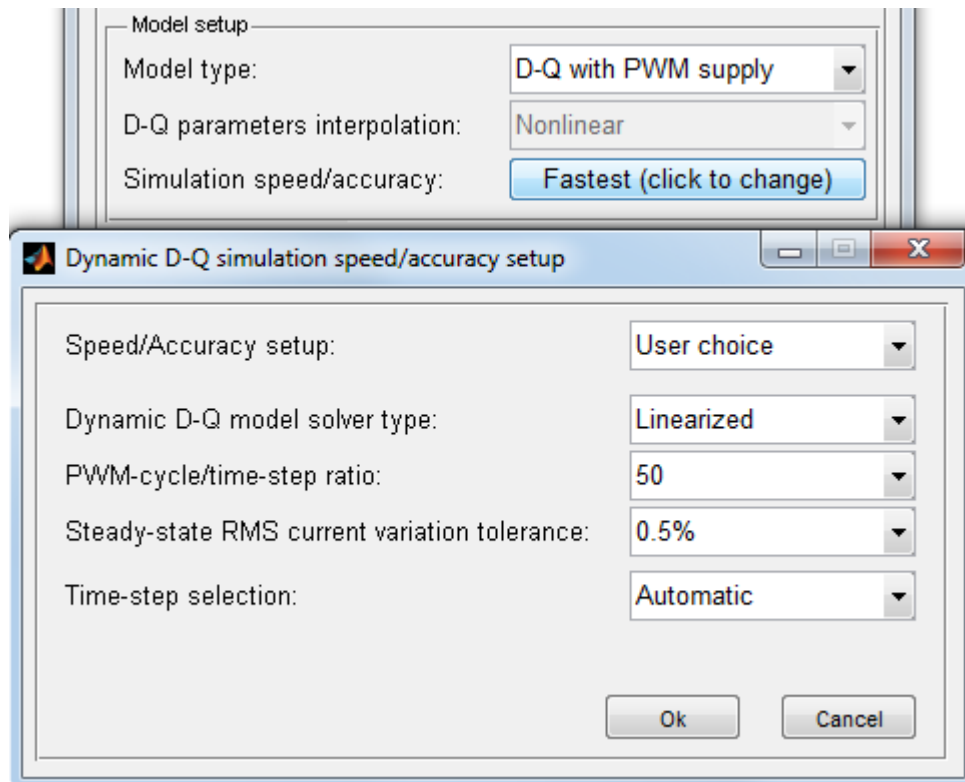 Model setup
Model type: D-Q with PWM supply
D-Q parameters interpolation: Nonlinear
Simulation speed/accuracy: Fastest (click to change)
Dynamic D-Q simulation speed/accuracy setup
Speed/Accuracy setup: User choice
Dynamic D-Q model solver type: Linearized
PWM-cycle/time-step ratio: 50
Steady-state RMS current variation tolerance: 0.5%
Time-step selection: Automatic
Ok Cancel